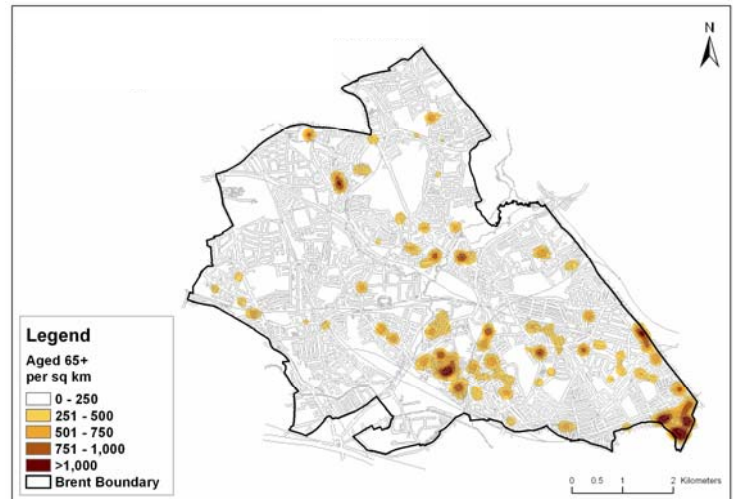 N
Legend
Aged 65+
per sq km
0 - 250
251 - 500
501 - 750
751 - 1,000
>1,000
Brent Boundary
0 0.5 1 2 Kilometers